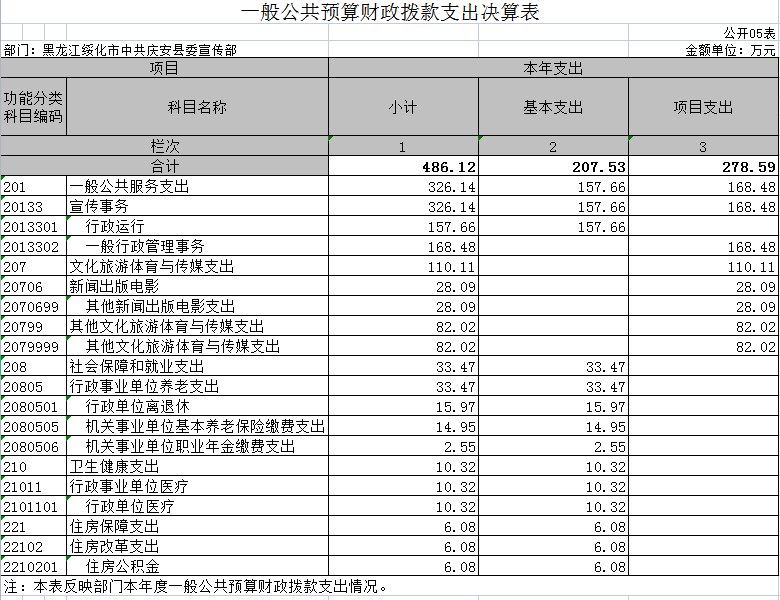 一般公共预算财政拨款支出决算表
公开05表
部门：黑龙江绥化市中共庆安县委宣传部 金额单位：万元
项目 本年支出
功能分类科目编码 科目名称 小计 基本支出 项目支出
栏次 1 2 3
合计 486.12 207.53 278.59
201 一般公共服务支出 326.14 157.66 168.48
20133 宣传事务 326.14 157.66 168.48
2013301 行政运行 157.66 157.66
2013302 一般行政管理事务 168.48 168.48
207 文化旅游体育与传媒支出 110.11 110.11
20706 新闻出版电影 28.09 28.09
2070699 其他新闻出版电影支出 28.09 28.09
20799 其他文化旅游体育与传媒支出 82.02 82.02
2079999 其他文化旅游体育与传媒支出 82.02 82.02
208 社会保障和就业支出 33.47 33.47
20805 行政事业单位养老支出 33.47 33.47
2080501 行政单位离退休 15.97 15.97
2080505 机关事业单位基本养老保险缴费支出 14.95 14.95
2080506 机关事业单位职业年金缴费支出 2.55 2.55
210 卫生健康支出 10.32 10.32
21011 行政事业单位医疗 10.32 10.32
2101101 行政单位医疗 10.32 10.32
221 住房保障支出 6.08 6.08
22102 住房改革支出 6.08 6.08
2210201 住房公积金 6.08 6.08
注：本表反映部门本年度一般公共预算财政拨款支出情况。